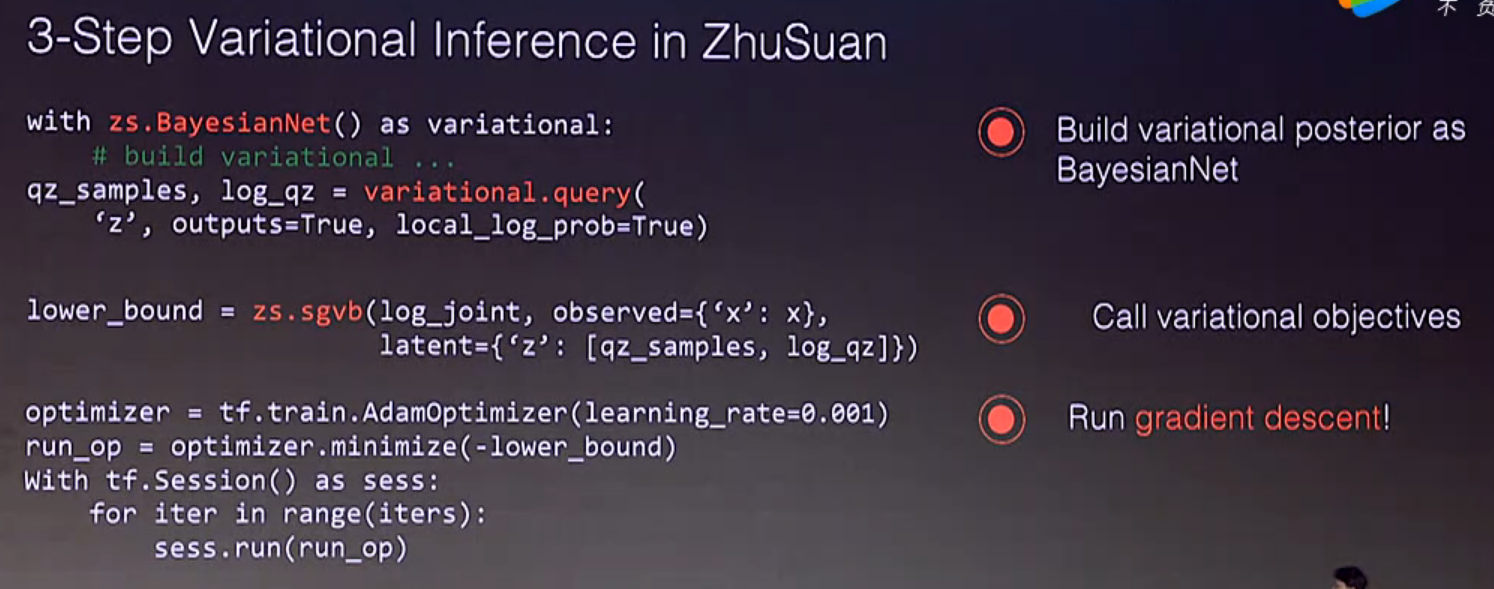 3-Step Variational Inference in ZhuSuan
with zs.BayesianNet() as variational:
# build variational ...
qz_samples, log_qz = variational.query(
‘z’, outputs=True, local_log_prob=True)
Build variational posterior as
BayesianNet
lower_bound = zs.sgvb(log_joint, observed={‘x’: x},
latent={‘z’: [qz_samples, log_qz]})
Call variational objectives
optimizer = tf.train.AdamOptimizer(learning_rate=0.001)
run_op = optimizer.minimize(-lower_bound)
With tf.Session() as sess:
for iter in range(iters):
sess.run(run_op)
Run gradient descent!
不 负